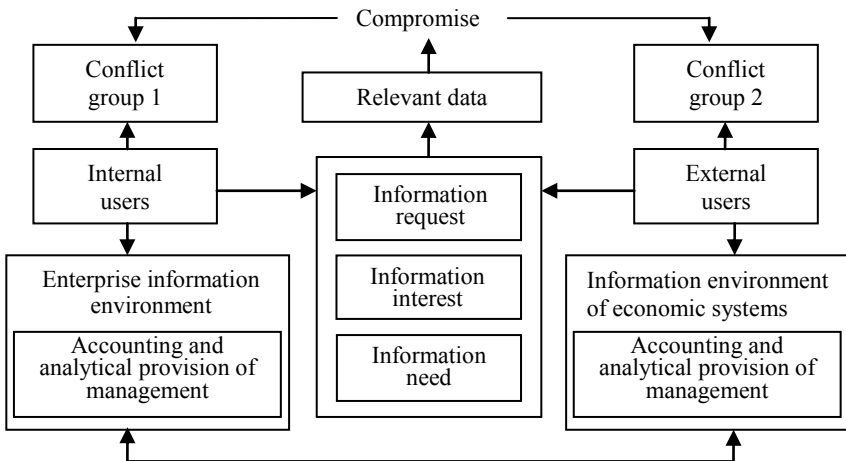 Compromise
Conflict
group 1
Relevant data
Conflict
group 2
Internal
users
Information
request
Information
interest
Information
need
External
users
Enterprise information
environment
Accounting and
analytical provision of
management
Information environment
of economic systems
Accounting and
analytical provision of
management